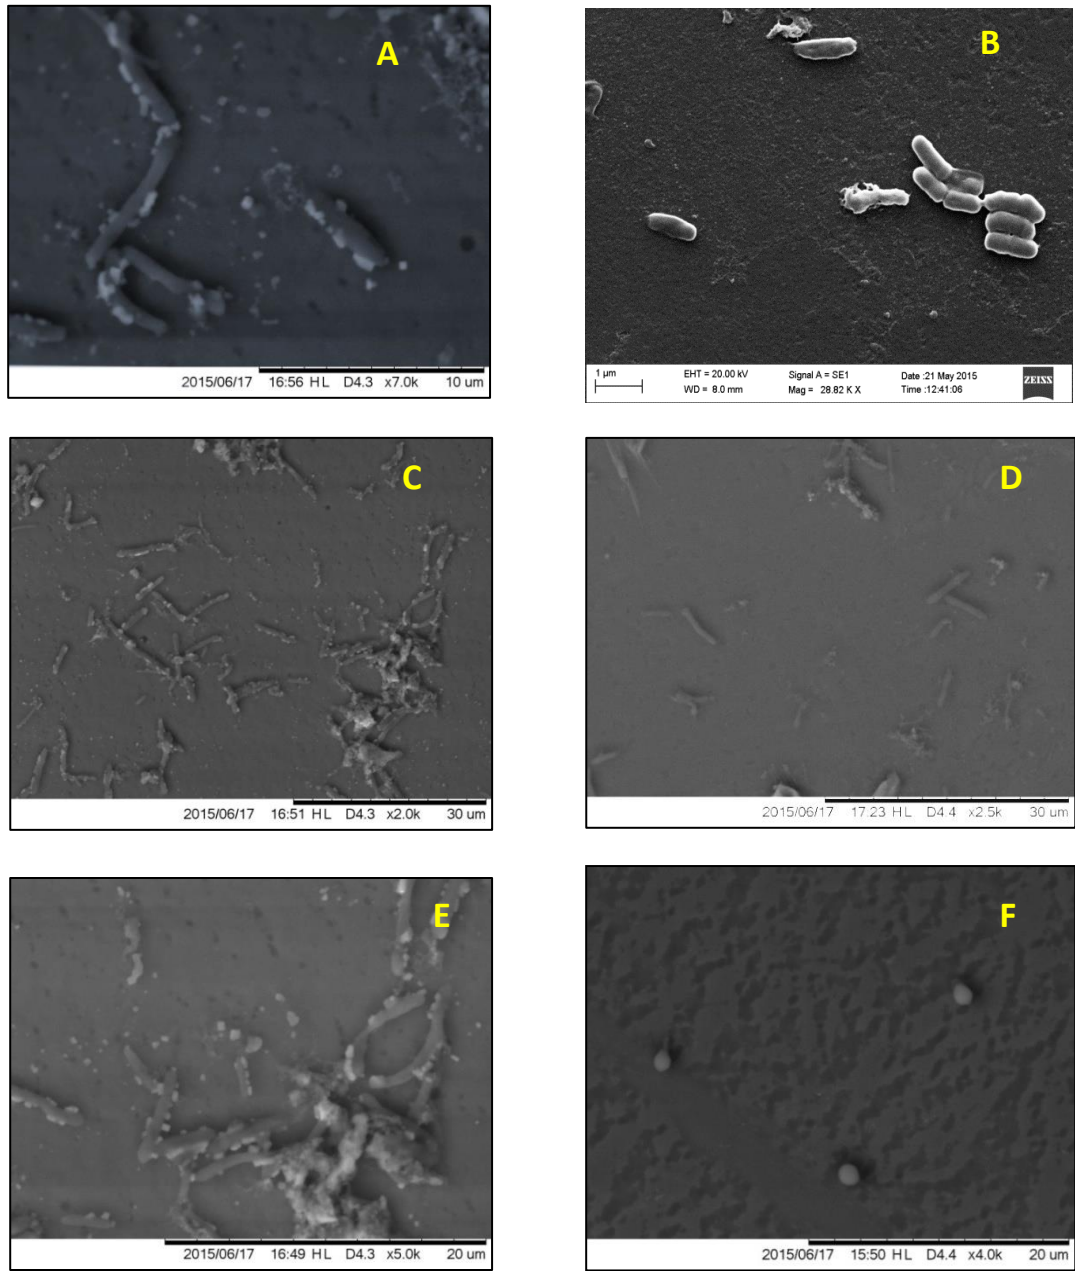 A
2015/06/17 16:56 HL D4.3 x7.0k 10 um
B
1 µm
EHT = 20.00 kV
WD = 8.0 mm
Signal A = SE1
Mag = 28.82 K X
Date :21 May 2015
Time :12:41:06
ZEISS
C
2015/06/17 16:51 HL D4.3 x2.0k 30 um
D
2015/06/17 17:23 HL D4.4 x2.5k 30 um
E
2015/06/17 16:49 HL D4.3 x5.0k 20 um
F
2015/06/17 15:50 HL D4.4 x4.0k 20 um